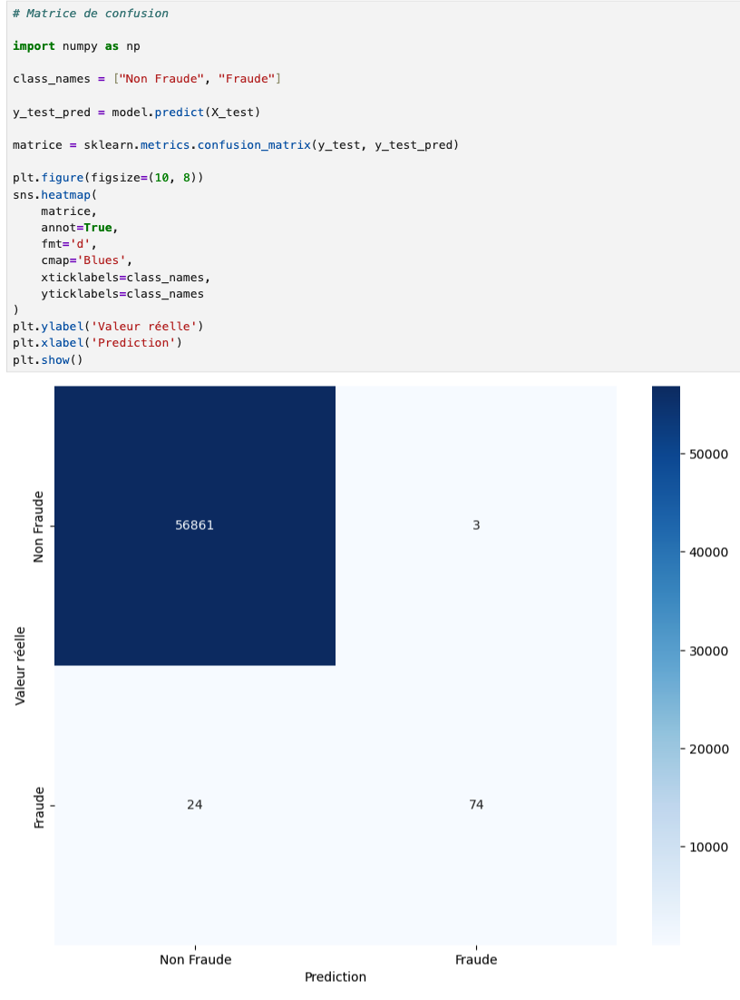 # Matrice de confusion
import numpy as np
class_names = ["Non Fraude", "Fraude"]
y_test_pred = model.predict(X_test)
matrice = sklearn.metrics.confusion_matrix(y_test, y_test_pred)
plt.figure(figsize=(10, 8))
sns.heatmap(
    matrice,
    annot=True,
    fmt='d',
    cmap='Blues',
    xticklabels=class_names,
    yticklabels=class_names
)
plt.ylabel('Valeur réelle')
plt.xlabel('Prediction')
plt.show()
Valeur réelle
Non Fraude
56861
3
Fraude
24
74
Non Fraude
Fraude
Prediction
50000
40000
30000
20000
10000